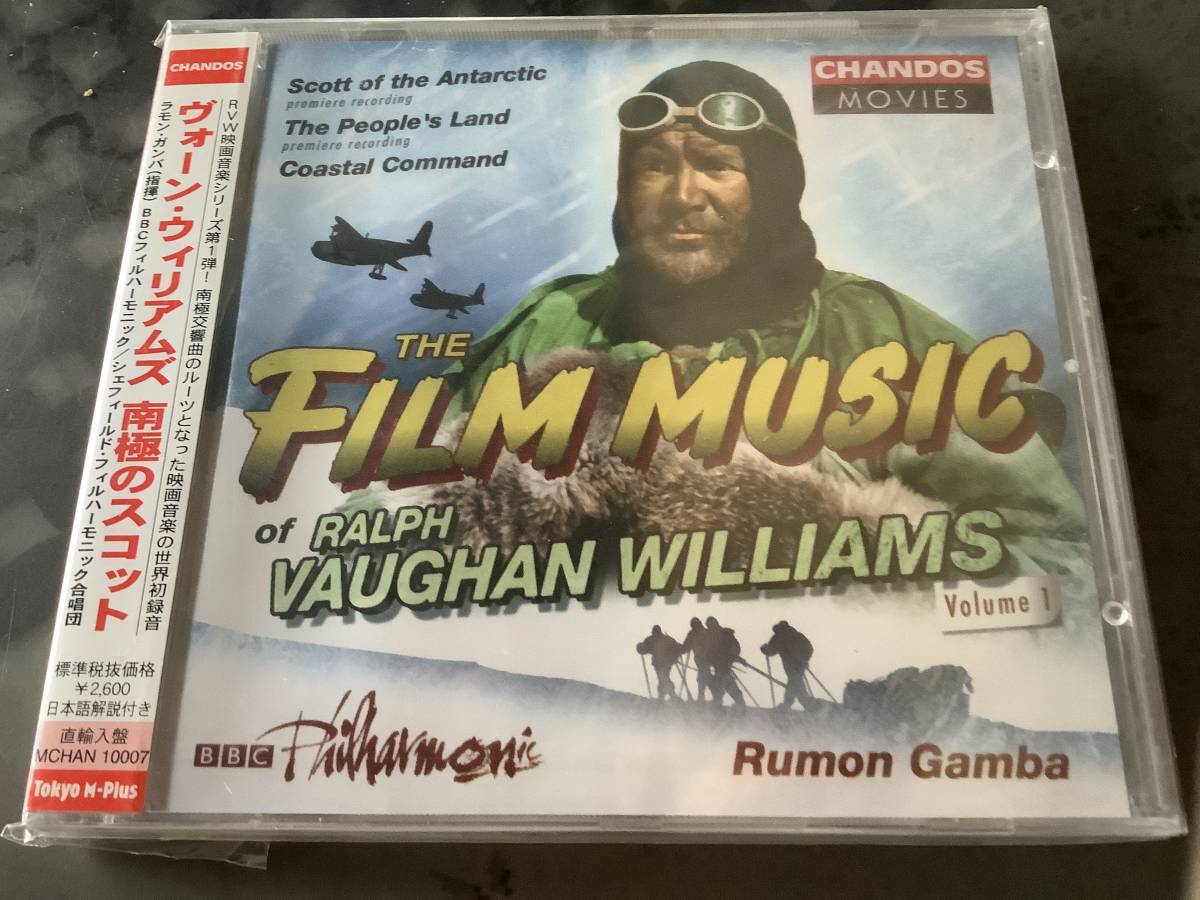 CHANDOS
RVW映画音楽シリーズ第1弾! 南極交響曲のルーツとなった映画音楽の世界初録音
ヴォーン・ウィリアムズ 南極のスコット
ラモン・ガンバ(指揮) BBCフィルハーモニック/シェフィールド・フィルハーモニック合唱団
標準税抜価格
¥2,600
日本語解説付き
直輸入盤
MCHAN 10007
Tokyo M-Plus
Scott of the Antarctic
premiere recording
The People's Land
premiere recording
Coastal Command
CHANDOS
MOVIES
THE
FILM MUSIC
of RALPH
VAUGHAN WILLIAMS
Volume 1
BBC Philharmonic
Rumon Gamba